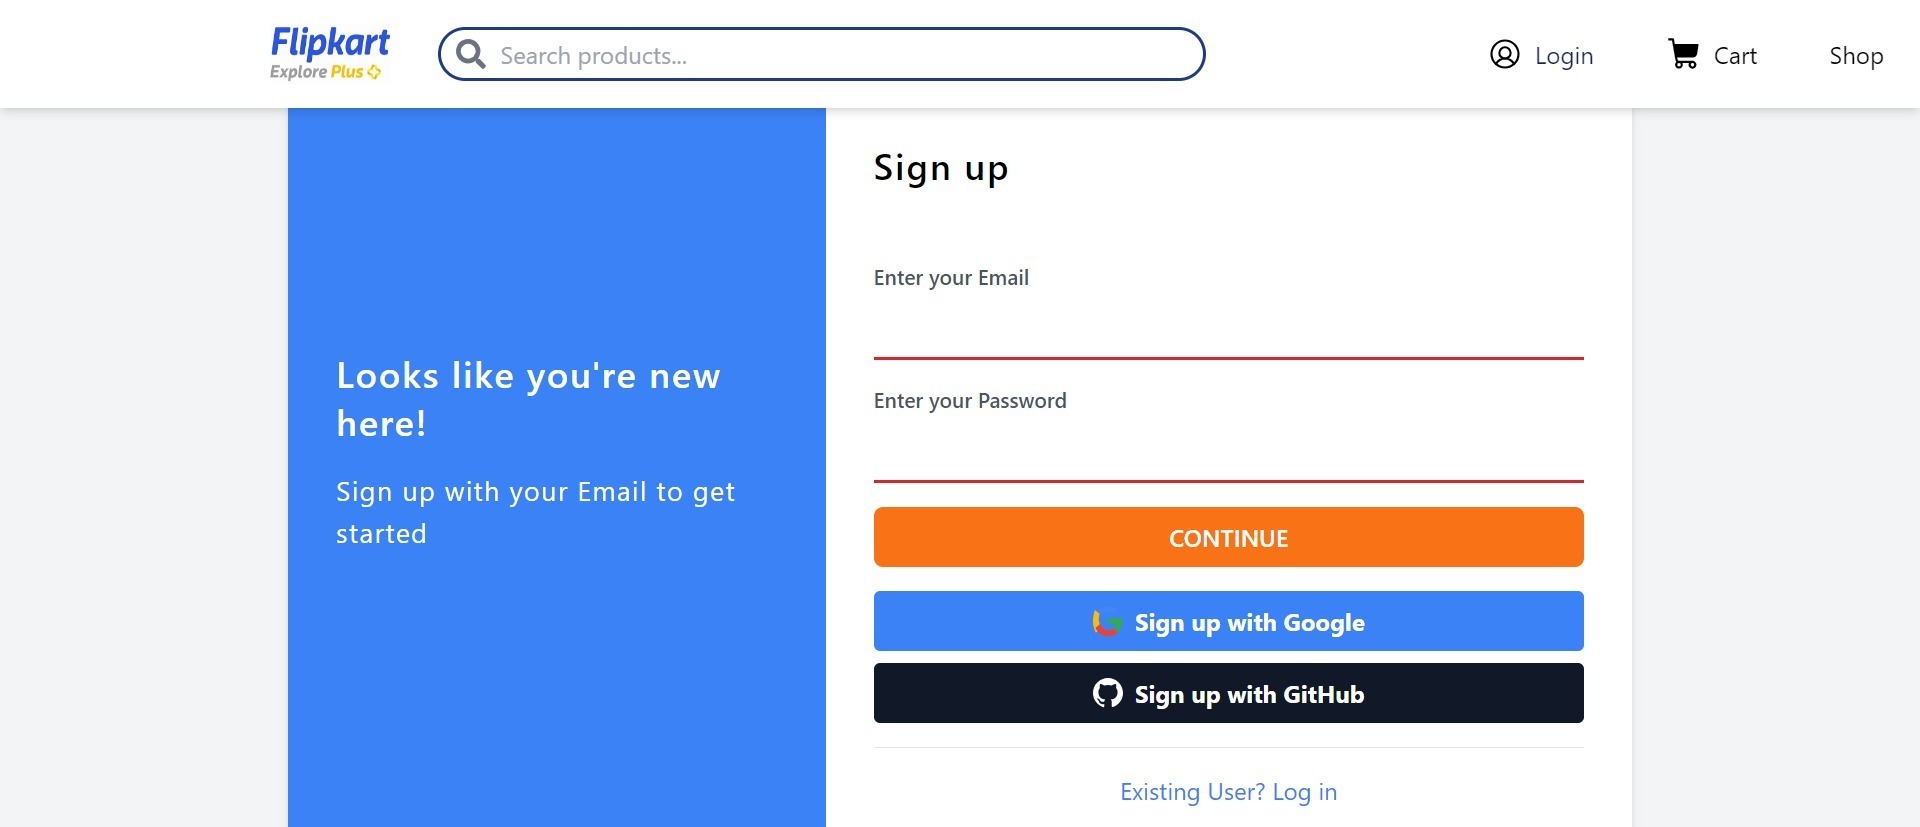 Flipkart
Explore Plus
Search products...
Login
Cart
Shop
Looks like you're new
here!
Sign up with your Email to get
started
Sign up
Enter your Email
Enter your Password
CONTINUE
Sign up with Google
Sign up with GitHub
Existing User? Log in